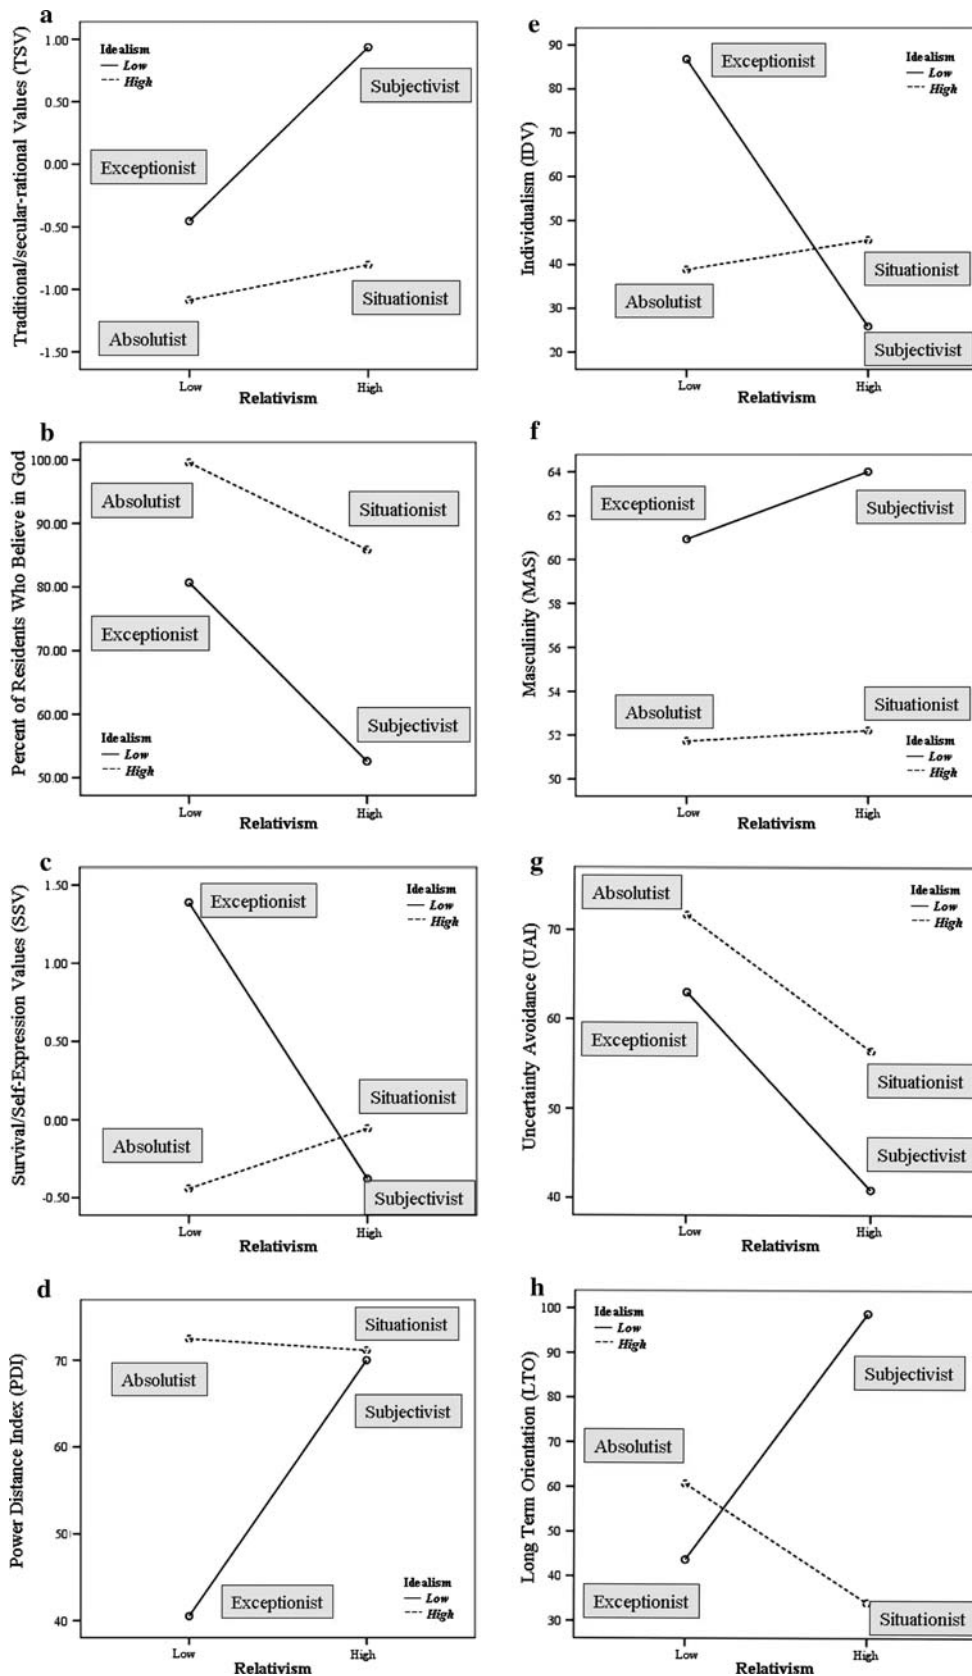 a
Traditional/secular-rational Values (TSV)
1.00
0.50
0.00
-0.50
-1.00
-1.50
Idealism
Low
High
Subjectivist
Exceptionist
Situationist
Absolutist
Low
High
Relativism
b
Percent of Residents Who Believe in God
100.00
90.00
80.00
70.00
60.00
50.00
Absolutist
Situationist
Exceptionist
Subjectivist
Idealism
Low
High
Low
High
Relativism
c
Survival/Self-Expression Values (SSV)
1.50
1.00
0.50
0.00
-0.50
Exceptionist
Idealism
Low
High
Situationist
Absolutist
Subjectivist
Low
High
Relativism
d
Power Distance Index (PDI)
70
60
50
40
Situationist
Absolutist
Subjectivist
Exceptionist
Idealism
Low
High
Low
High
Relativism
e
Individualism (IDV)
90
80
70
60
50
40
30
20
Exceptionist
Idealism
Low
High
Situationist
Absolutist
Subjectivist
Low
High
Relativism
f
Masculinity (MAS)
64
62
60
58
56
54
52
50
Exceptionist
Subjectivist
Absolutist
Situationist
Idealism
Low
High
Low
High
Relativism
g
Uncertainty Avoidance (UAI)
70
60
50
40
Absolutist
Idealism
Low
High
Exceptionist
Situationist
Subjectivist
Low
High
Relativism
h
Long Term Orientation (LTO)
100
90
80
70
60
50
40
30
Idealism
Low
High
Subjectivist
Absolutist
Exceptionist
Situationist
Low
High
Relativism